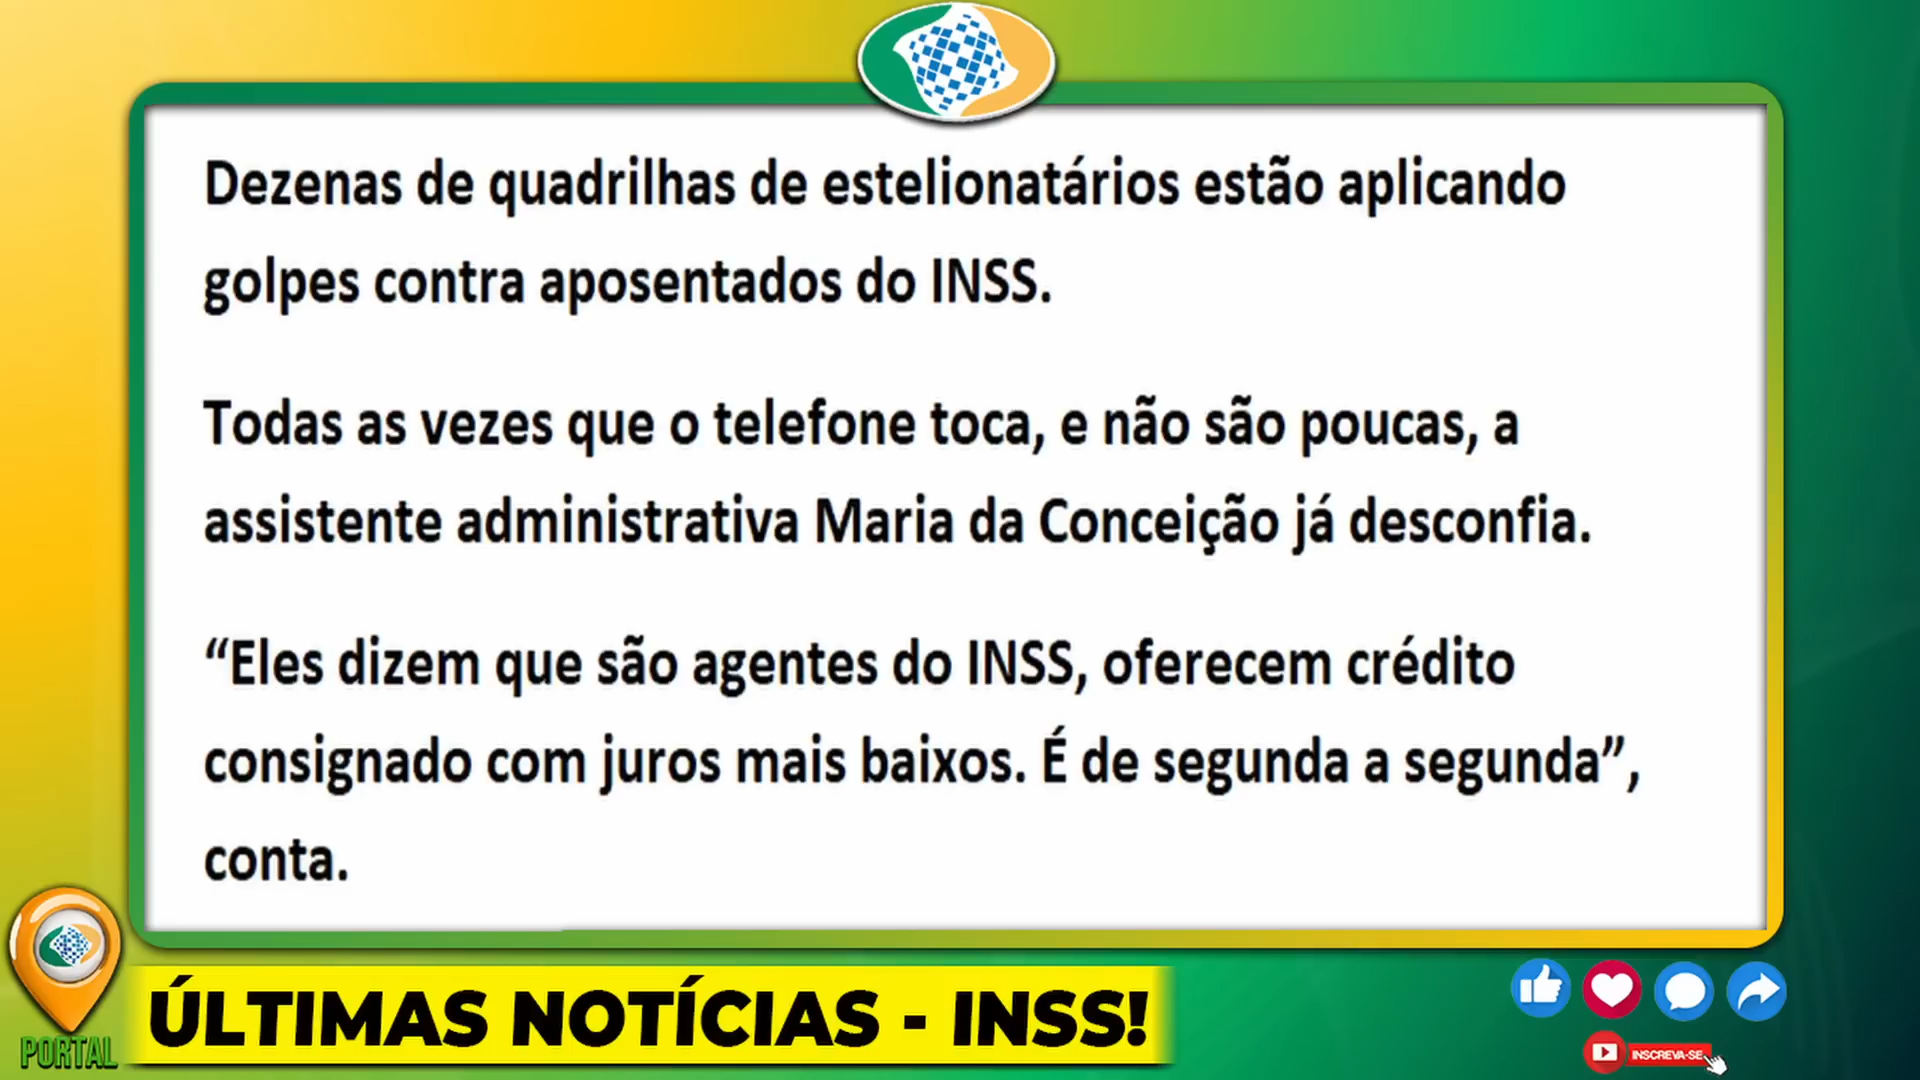 Dezenas de quadrilhas de estelionatários estão aplicando
golpes contra aposentados do INSS.
Todas as vezes que o telefone toca, e não são poucas, a
assistente administrativa Maria da Conceição já desconfia.
“Eles dizem que são agentes do INSS, oferecem crédito
consignado com juros mais baixos. É de segunda a segunda”,
conta.
PORTAL
ÚLTIMAS NOTÍCIAS - INSS!
INSCREVA-SE